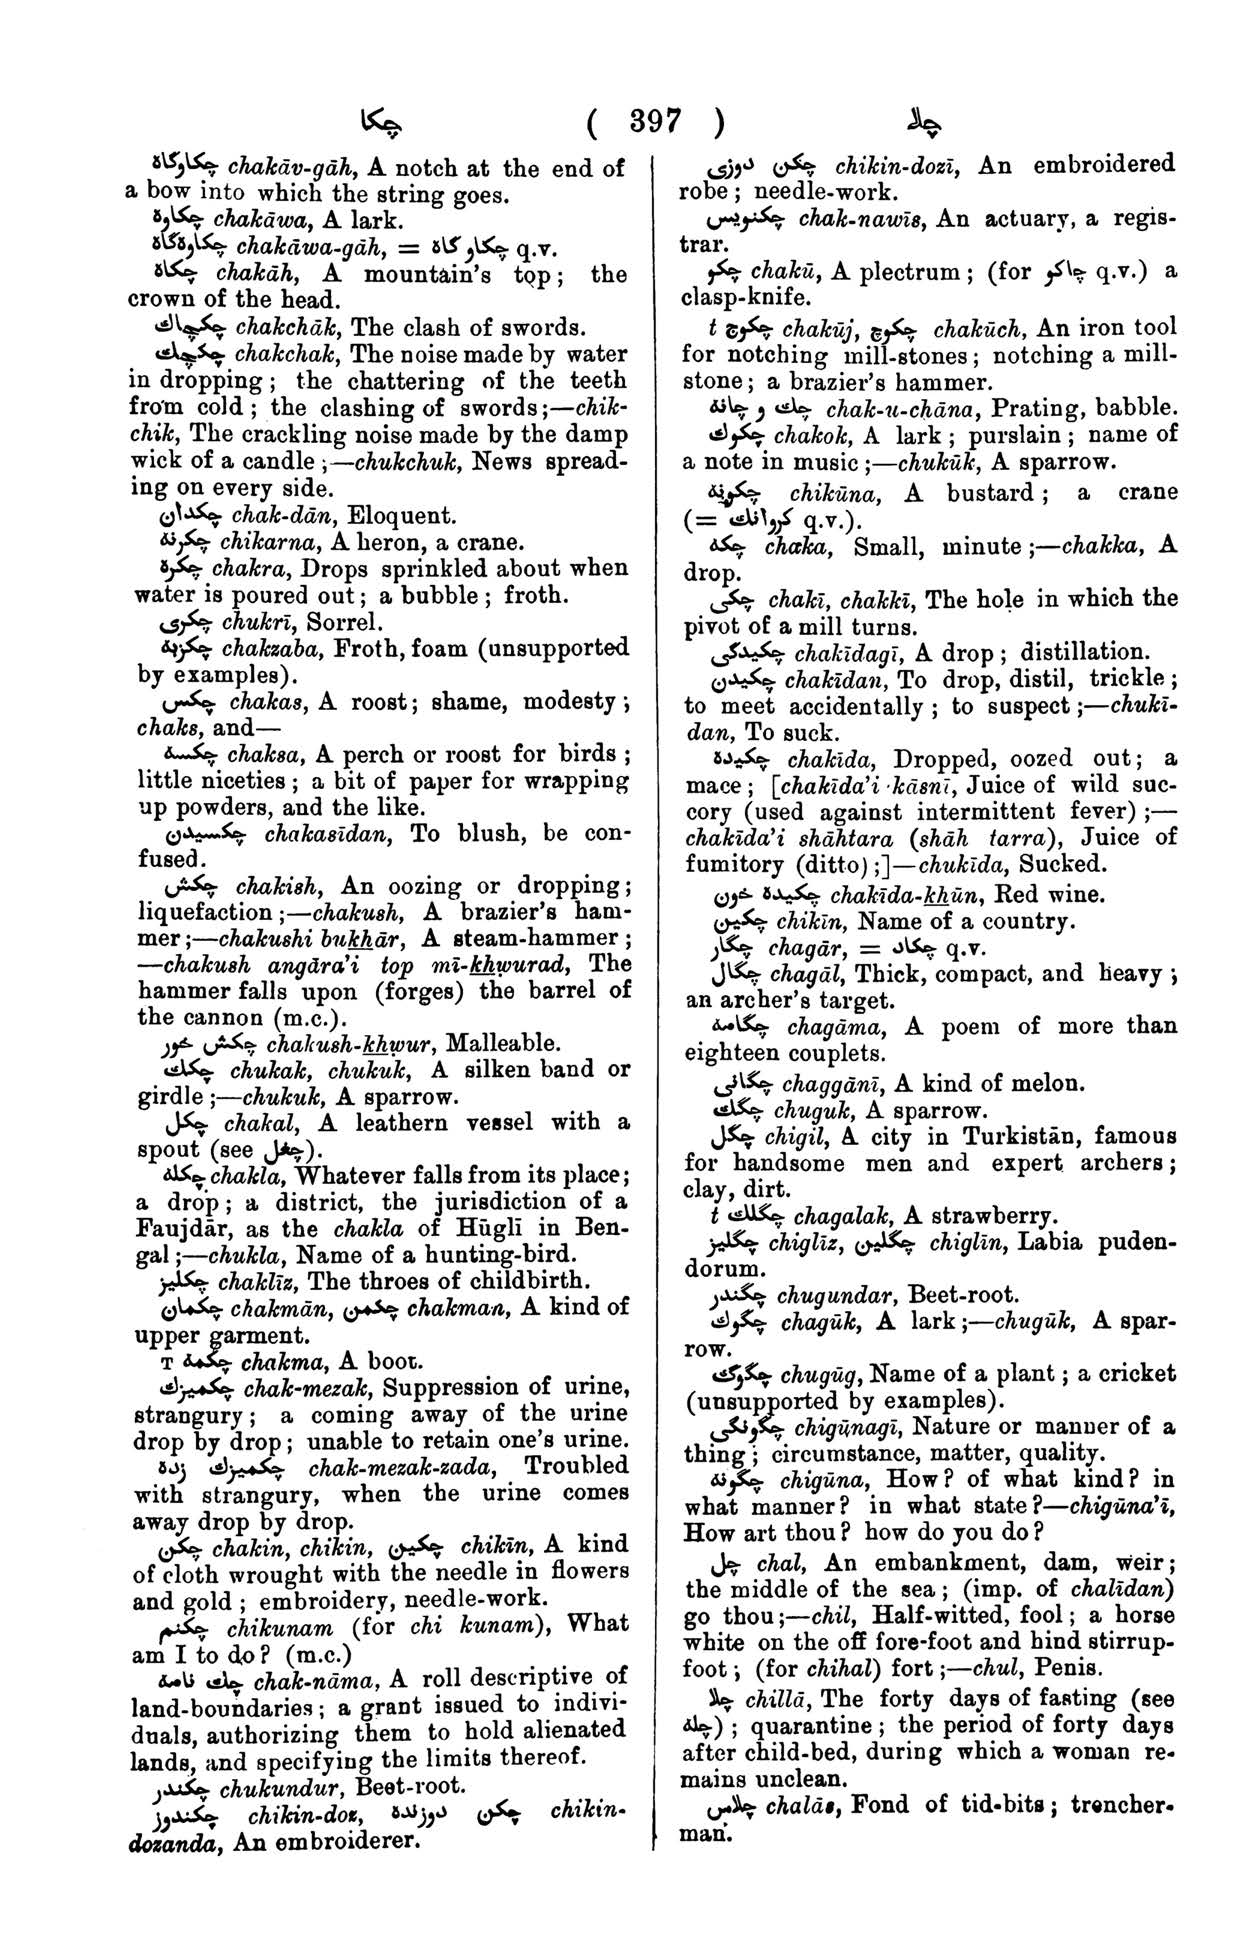 چکا ( 397 ) چلا
چکاوگاه chakāv-gāh, A notch at the end of
a bow into which the string goes.
چکاوه chakāwa, A lark.
چکاوه‌گاه chakāwa-gāh, = چکاو گاه q.v.
چکاه chakāh, A mountain's top; the
crown of the head.
چکچاك chakchāk, The clash of swords.
چکچك chakchak, The noise made by water
in dropping; the chattering of the teeth
from cold; the clashing of swords;—chik-
chik, The crackling noise made by the damp
wick of a candle;—chukchuk, News spread-
ing on every side.
چکدان chak-dān, Eloquent.
چکرنه chikarna, A heron, a crane.
چکره chakra, Drops sprinkled about when
water is poured out; a bubble; froth.
چکری chukrī, Sorrel.
چکزبه chakzaba, Froth, foam (unsupported
by examples).
چکس chakas, A roost; shame, modesty;
chaks, and—
چکسه chaksa, A perch or roost for birds;
little niceties; a bit of paper for wrapping
up powders, and the like.
چکسیدن chakasīdan, To blush, be con-
fused.
چکش chakish, An oozing or dropping;
liquefaction;—chakush, A brazier's ham-
mer;—chakushi bukhār, A steam-hammer;
—chakush angāra'i top mī-khwurad, The
hammer falls upon (forges) the barrel of
the cannon (m.c.).
چکش خور chakush-khwur, Malleable.
چکك chukak, chukuk, A silken band or
girdle;—chukuk, A sparrow.
چکل chakal, A leathern vessel with a
spout (see چغل).
چکله chakla, Whatever falls from its place;
a drop; a district, the jurisdiction of a
Faujdār, as the chakla of Hūglī in Ben-
gal;—chukla, Name of a hunting-bird.
چکلیز chaklīz, The throes of childbirth.
چکمان chakmān, چکمن chakman, A kind of
upper garment.
T چکمه chakma, A boot.
چکمیزك chak-mezak, Suppression of urine,
strangury; a coming away of the urine
drop by drop; unable to retain one's urine.
چکمیزك زده chak-mezak-zada, Troubled
with strangury, when the urine comes
away drop by drop.
چکن chakin, chikin, چکین chikīn, A kind
of cloth wrought with the needle in flowers
and gold; embroidery, needle-work.
چکنم chikunam (for chi kunam), What
am I to do? (m.c.)
چك نامه chak-nāma, A roll descriptive of
land-boundaries; a grant issued to indivi-
duals, authorizing them to hold alienated
lands, and specifying the limits thereof.
چکندر chukundur, Beet-root.
چکندوز chikin-doz, چکن دوزنده chikin-
dozanda, An embroiderer.
چکن دوزی chikin-dozī, An embroidered
robe; needle-work.
چکنویس chak-nawīs, An actuary, a regis-
trar.
چکو chakū, A plectrum; (for چاکو q.v.) a
clasp-knife.
t چکوج chakūj, چکوچ chakūch, An iron tool
for notching mill-stones; notching a mill-
stone; a brazier's hammer.
چك و چانه chak-u-chāna, Prating, babble.
چکوك chakok, A lark; purslain; name of
a note in music;—chukūk, A sparrow.
چکونه chikūna, A bustard; a crane
(= کروانك q.v.).
چکه chaka, Small, minute;—chakka, A
drop.
چکی chakī, chakkī, The hole in which the
pivot of a mill turns.
چکیدگی chakīdagī, A drop; distillation.
چکیدن chakīdan, To drop, distil, trickle;
to meet accidentally; to suspect;—chukī-
dan, To suck.
چکیده chakīda, Dropped, oozed out; a
mace; [chakīda'i kāsnī, Juice of wild suc-
cory (used against intermittent fever);—
chakīda'i shāhtara (shāh tarra), Juice of
fumitory (ditto);]—chukīda, Sucked.
چکیده خون chakīda-khūn, Red wine.
چکین chikīn, Name of a country.
چگار chagār, = چکاد q.v.
چگال chagāl, Thick, compact, and heavy;
an archer's target.
چگامه chagāma, A poem of more than
eighteen couplets.
چگانی chaggānī, A kind of melon.
چگك chuguk, A sparrow.
چگل chigil, A city in Turkistān, famous
for handsome men and expert archers;
clay, dirt.
t چگلك chagalak, A strawberry.
چگلیز chiglīz, چگلین chiglīn, Labia puden-
dorum.
چگندر chugundar, Beet-root.
چگوك chagūk, A lark;—chugūk, A spar-
row.
چگوگ chugūg, Name of a plant; a cricket
(unsupported by examples).
چگونگی chigūnagī, Nature or manner of a
thing; circumstance, matter, quality.
چگونه chigūna, How? of what kind? in
what manner? in what state?—chigūna'ī,
How art thou? how do you do?
چل chal, An embankment, dam, weir;
the middle of the sea; (imp. of chalīdan)
go thou;—chil, Half-witted, fool; a horse
white on the off fore-foot and hind stirrup-
foot; (for chihal) fort;—chul, Penis.
چلا chillā, The forty days of fasting (see
چله); quarantine; the period of forty days
after child-bed, during which a woman re-
mains unclean.
چلاس chalās, Fond of tid-bits; trencher-
man.